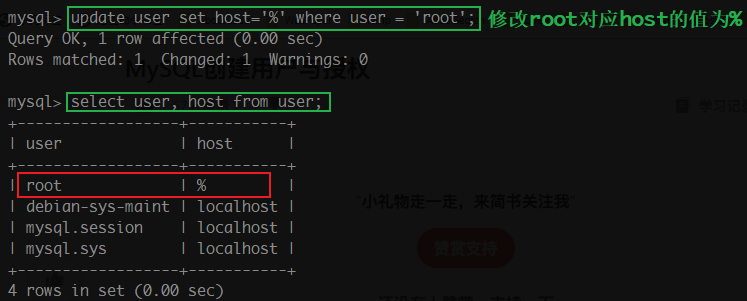 mysql> update user set host='%' where user = 'root'; 修改root对应host的值为%
Query OK, 1 row affected (0.00 sec)
Rows matched: 1  Changed: 1  Warnings: 0
MySQL创建用户与授权
mysql> select user, host from user;
学习记
+------------------+-----------+
| user             | host      |
+------------------+-----------+
| root             | %         |
| debian-sys-maint | localhost |
"小礼物走一走，来简书关注我"
| mysql.session    | localhost |
| mysql.sys        | localhost |
赞赏支持
+------------------+-----------+
4 rows in set (0.00 sec)